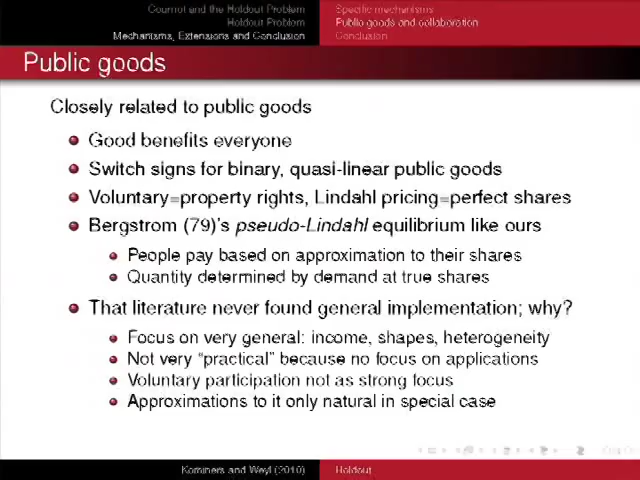 Cournot and the Holdout Problem
Holdout Problem
Mechanisms, Extensions and Conclusion
Specific mechanisms
Public goods and collaboration
Conclusion
Public goods
Closely related to public goods
Good benefits everyone
Switch signs for binary, quasi-linear public goods
Voluntary=property rights, Lindahl pricing=perfect shares
Bergstrom (79)'s pseudo-Lindahl equilibrium like ours
People pay based on approximation to their shares
Quantity determined by demand at true shares
That literature never found general implementation; why?
Focus on very general: income, shapes, heterogeneity
Not very "practical" because no focus on applications
Voluntary participation not as strong focus
Approximations to it only natural in special case
Kominers and Weyl (2010)
Holdout